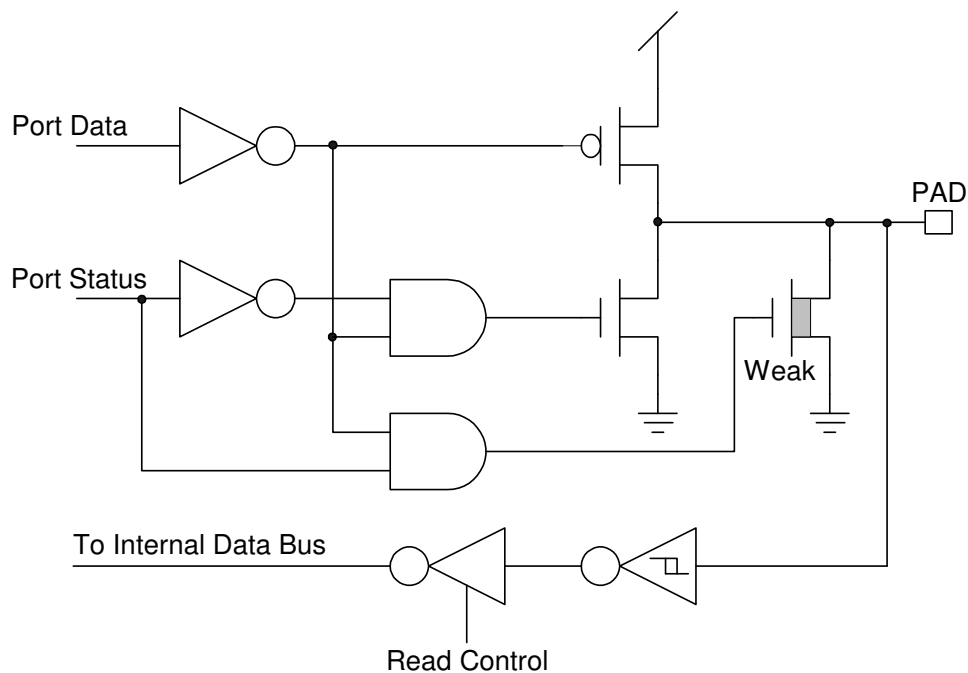 Port Data
PAD
Port Status
Weak
To Internal Data Bus
Read Control